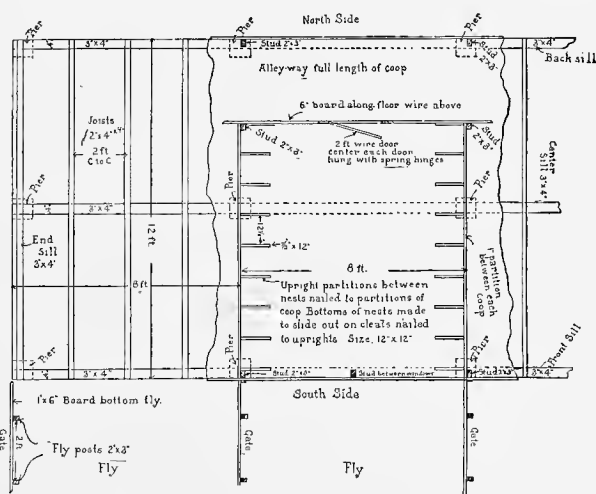 North Side
Pier
3"x4"
Pier
Stud 2"x3"
Pier
Stud
2"x3"
3"x4"
Back sill
Alley-way full length of coop
6" board along floor wire above
Joists
2"x4"
2 ft
C to C
Stud 2"x3"
2 ft wire door
center each door
hung with spring hinges
Stud
2"x3"
Center
Sill 3"x4"
Pier
3"x4"
Pier
Pier
End
Sill
3"x4"
12 ft
8 ft
12½"
½"x12"
8 ft.
1" partition
between each
Coop
Upright partitions between
nests nailed to partitions of
coop Bottoms of nests made
to slide out on cleats nailed
to uprights Size, 12"x12"
Pier
3"x4"
Pier
Stud
Stud between windows
Pier
3"x4"
Front Sill
South Side
1"x6" Board bottom fly.
Gate
2 ft
Fly posts 2"x3"
Fly
Gate
Fly
Gate